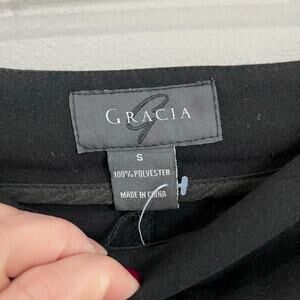 GRACIA
S
100% POLYESTER
MADE IN CHINA